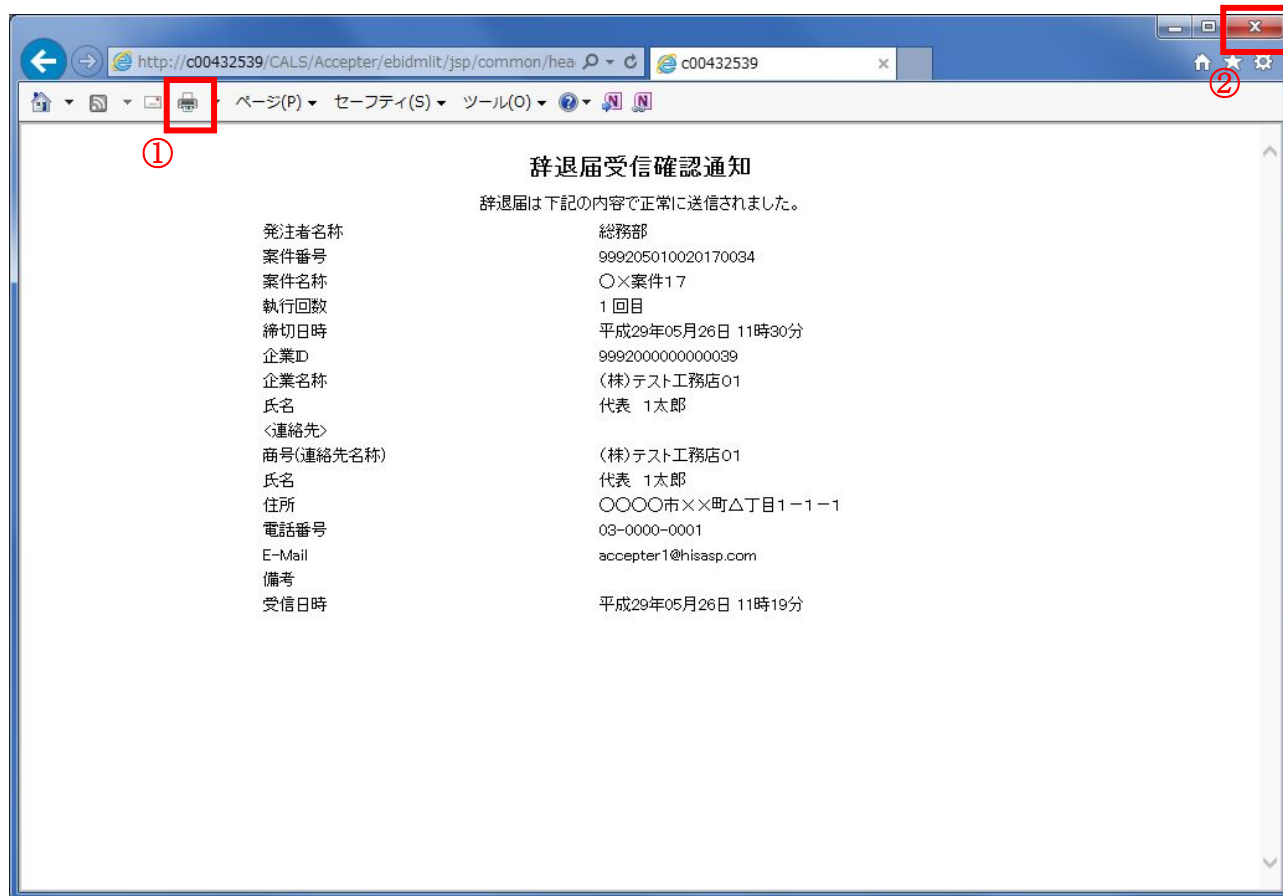 http://c00432539/CALS/Accepter/ebidmlit/jsp/common/hea c00432539
②
ページ(P) セーフティ(S) ツール(O)
①
辞退届受信確認通知
辞退届は下記の内容で正常に送信されました。
発注者名称 総務部
案件番号 999205010020170034
案件名称 〇×案件17
執行回数 1回目
締切日時 平成29年05月26日 11時30分
企業ID 9992000000000039
企業名称 (株)テスト工務店01
氏名 代表 1太郎
<連絡先>
商号(連絡先名称) (株)テスト工務店01
氏名 代表 1太郎
住所 〇〇〇〇市××町△丁目1-1-1
電話番号 03-0000-0001
E-Mail accepter1@hisasp.com
備考
受信日時 平成29年05月26日 11時19分